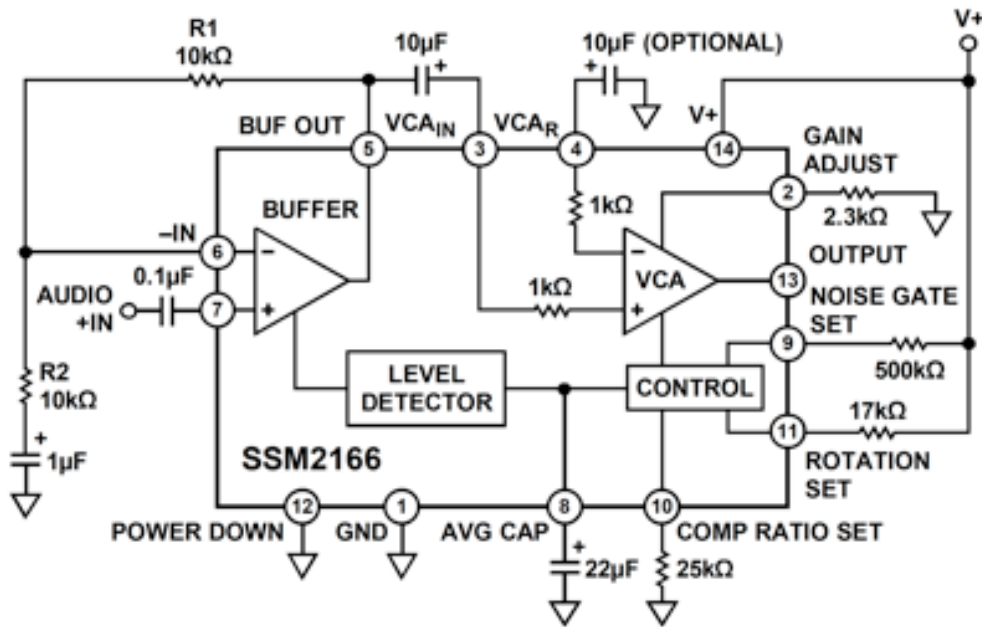 R1
10kΩ
10µF
+
10µF (OPTIONAL)
+
V+
BUF OUT
VCA_IN
VCA_R
V+
5
3
4
14
GAIN
ADJUST
2
2.3kΩ
BUFFER
1kΩ
–IN
6
−
OUTPUT
0.1µF
−
VCA
13
AUDIO
+IN
7
+
1kΩ
+
NOISE GATE
SET
9
500kΩ
R2
10kΩ
LEVEL
DETECTOR
CONTROL
17kΩ
11
+
1µF
SSM2166
ROTATION
SET
12
1
8
10
POWER DOWN
GND
AVG CAP
COMP RATIO SET
+
22µF
25kΩ